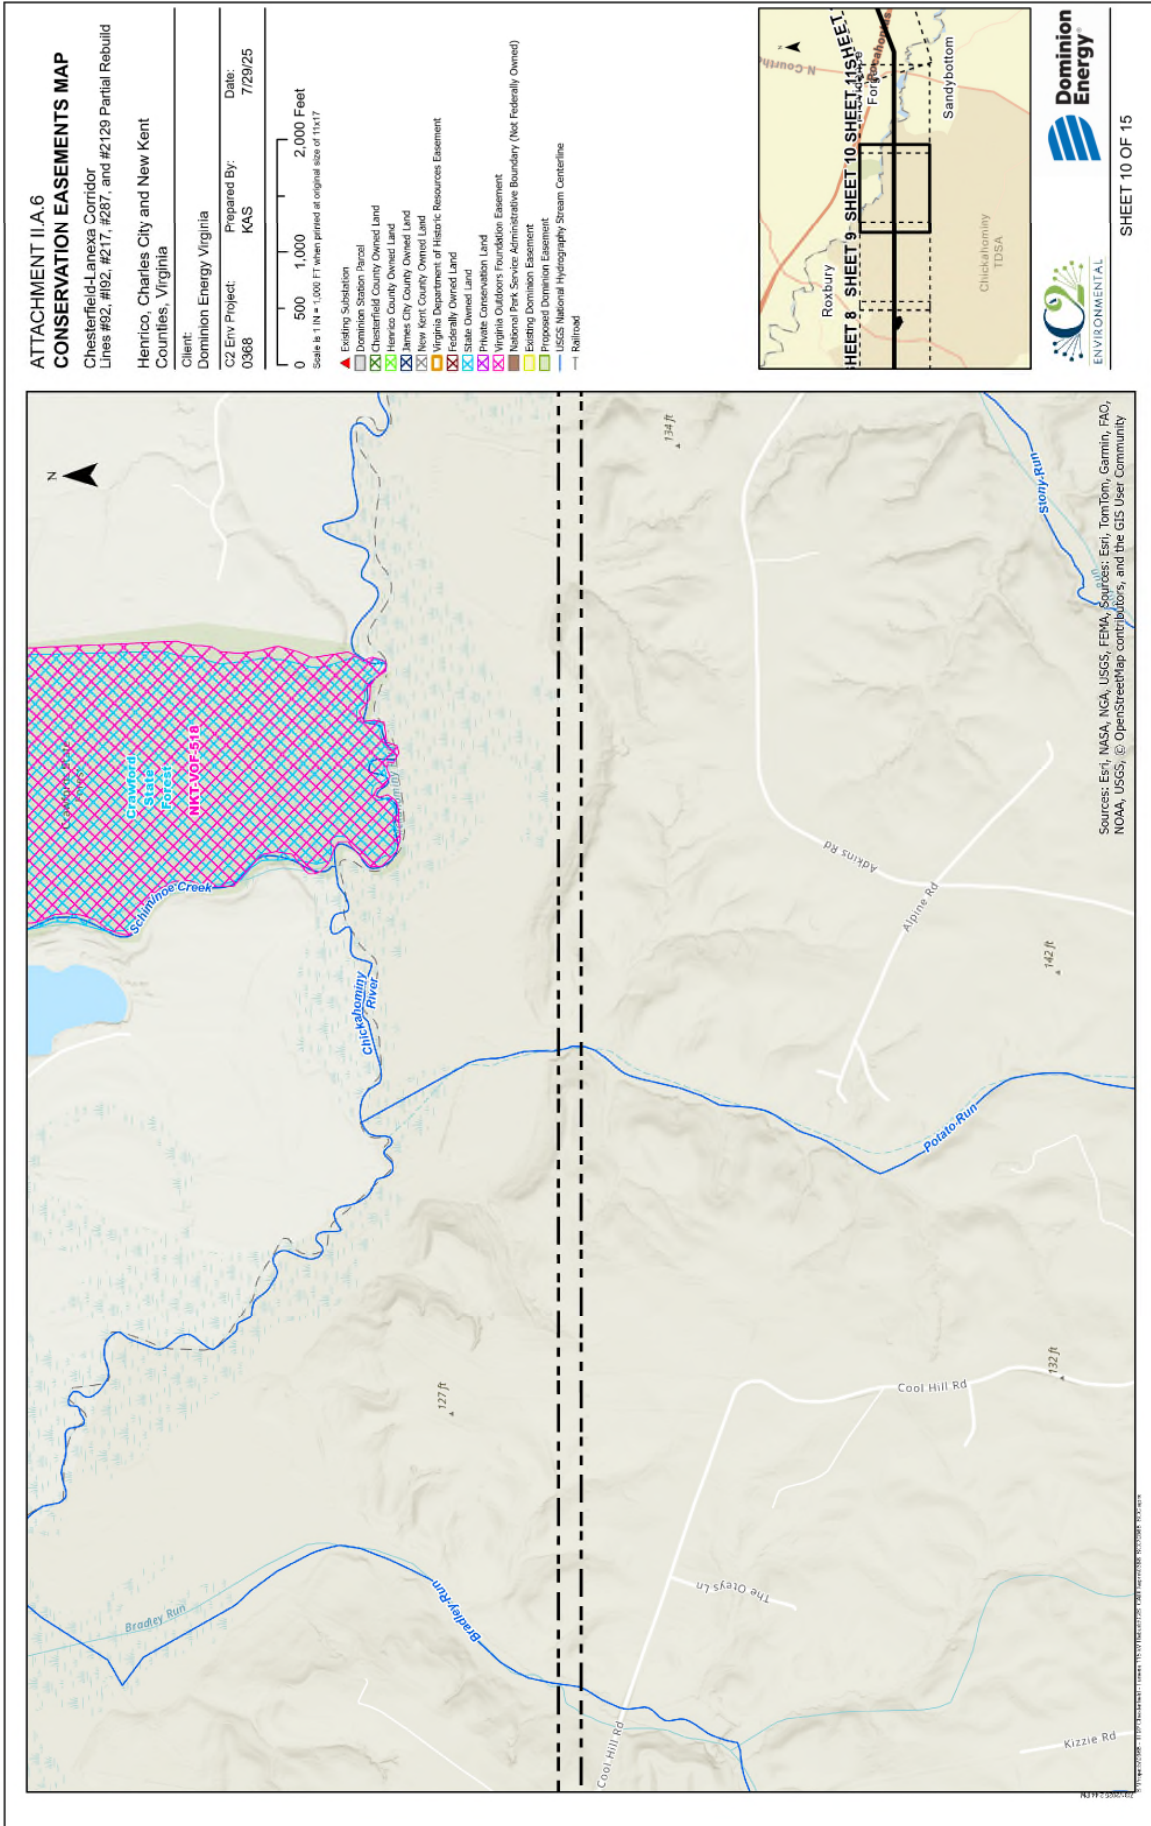 ATTACHMENT II.A.6
CONSERVATION EASEMENTS MAP
Chesterfield-Lanexa Corridor
Lines #92, #192, #217, #287, and #2129 Partial Rebuild
Henrico, Charles City and New Kent
Counties, Virginia
Client:
Dominion Energy Virginia
C2 Env Project: Prepared By: Date:
0368 KAS 7/29/25
0 500 1,000 2,000 Feet
Scale is 1 IN = 1,000 FT when printed at original size of 11x17
Existing Substation
Dominion Station Parcel
Chesterfield County Owned Land
Henrico County Owned Land
James City County Owned Land
New Kent County Owned Land
Virginia Department of Historic Resources Easement
Federally Owned Land
State Owned Land
Private Conservation Land
Virginia Outdoors Foundation Easement
National Park Service Administrative Boundary (Not Federally Owned)
Existing Dominion Easement
Proposed Dominion Easement
USGS National Hydrography Stream Centerline
Railroad
N
N Courth
Roxbury
SHEET 8
SHEET 9
SHEET 10
SHEET 11
SHEET
Forge
Pocahontas
Sandybottom
Chickahominy
TDSA
C2
ENVIRONMENTAL
Dominion
Energy®
SHEET 10 OF 15
N
Crawford
State
Forest
NKT-VOF-518
Schiminoe Creek
Chickahominy
River
Bradley Run
Bradley Run
127 ft
134 ft
Stony Run
Run
Adkins Rd
Alpine Rd
142 ft
Potato Run
Cool Hill Rd
132 ft
The Oteys Ln
Cool Hill Rd
Kizzie Rd
Sources: Esri, NASA, NGA, USGS, FEMA, Sources: Esri, TomTom, Garmin, FAO,
NOAA, USGS, © OpenStreetMap contributors, and the GIS User Community